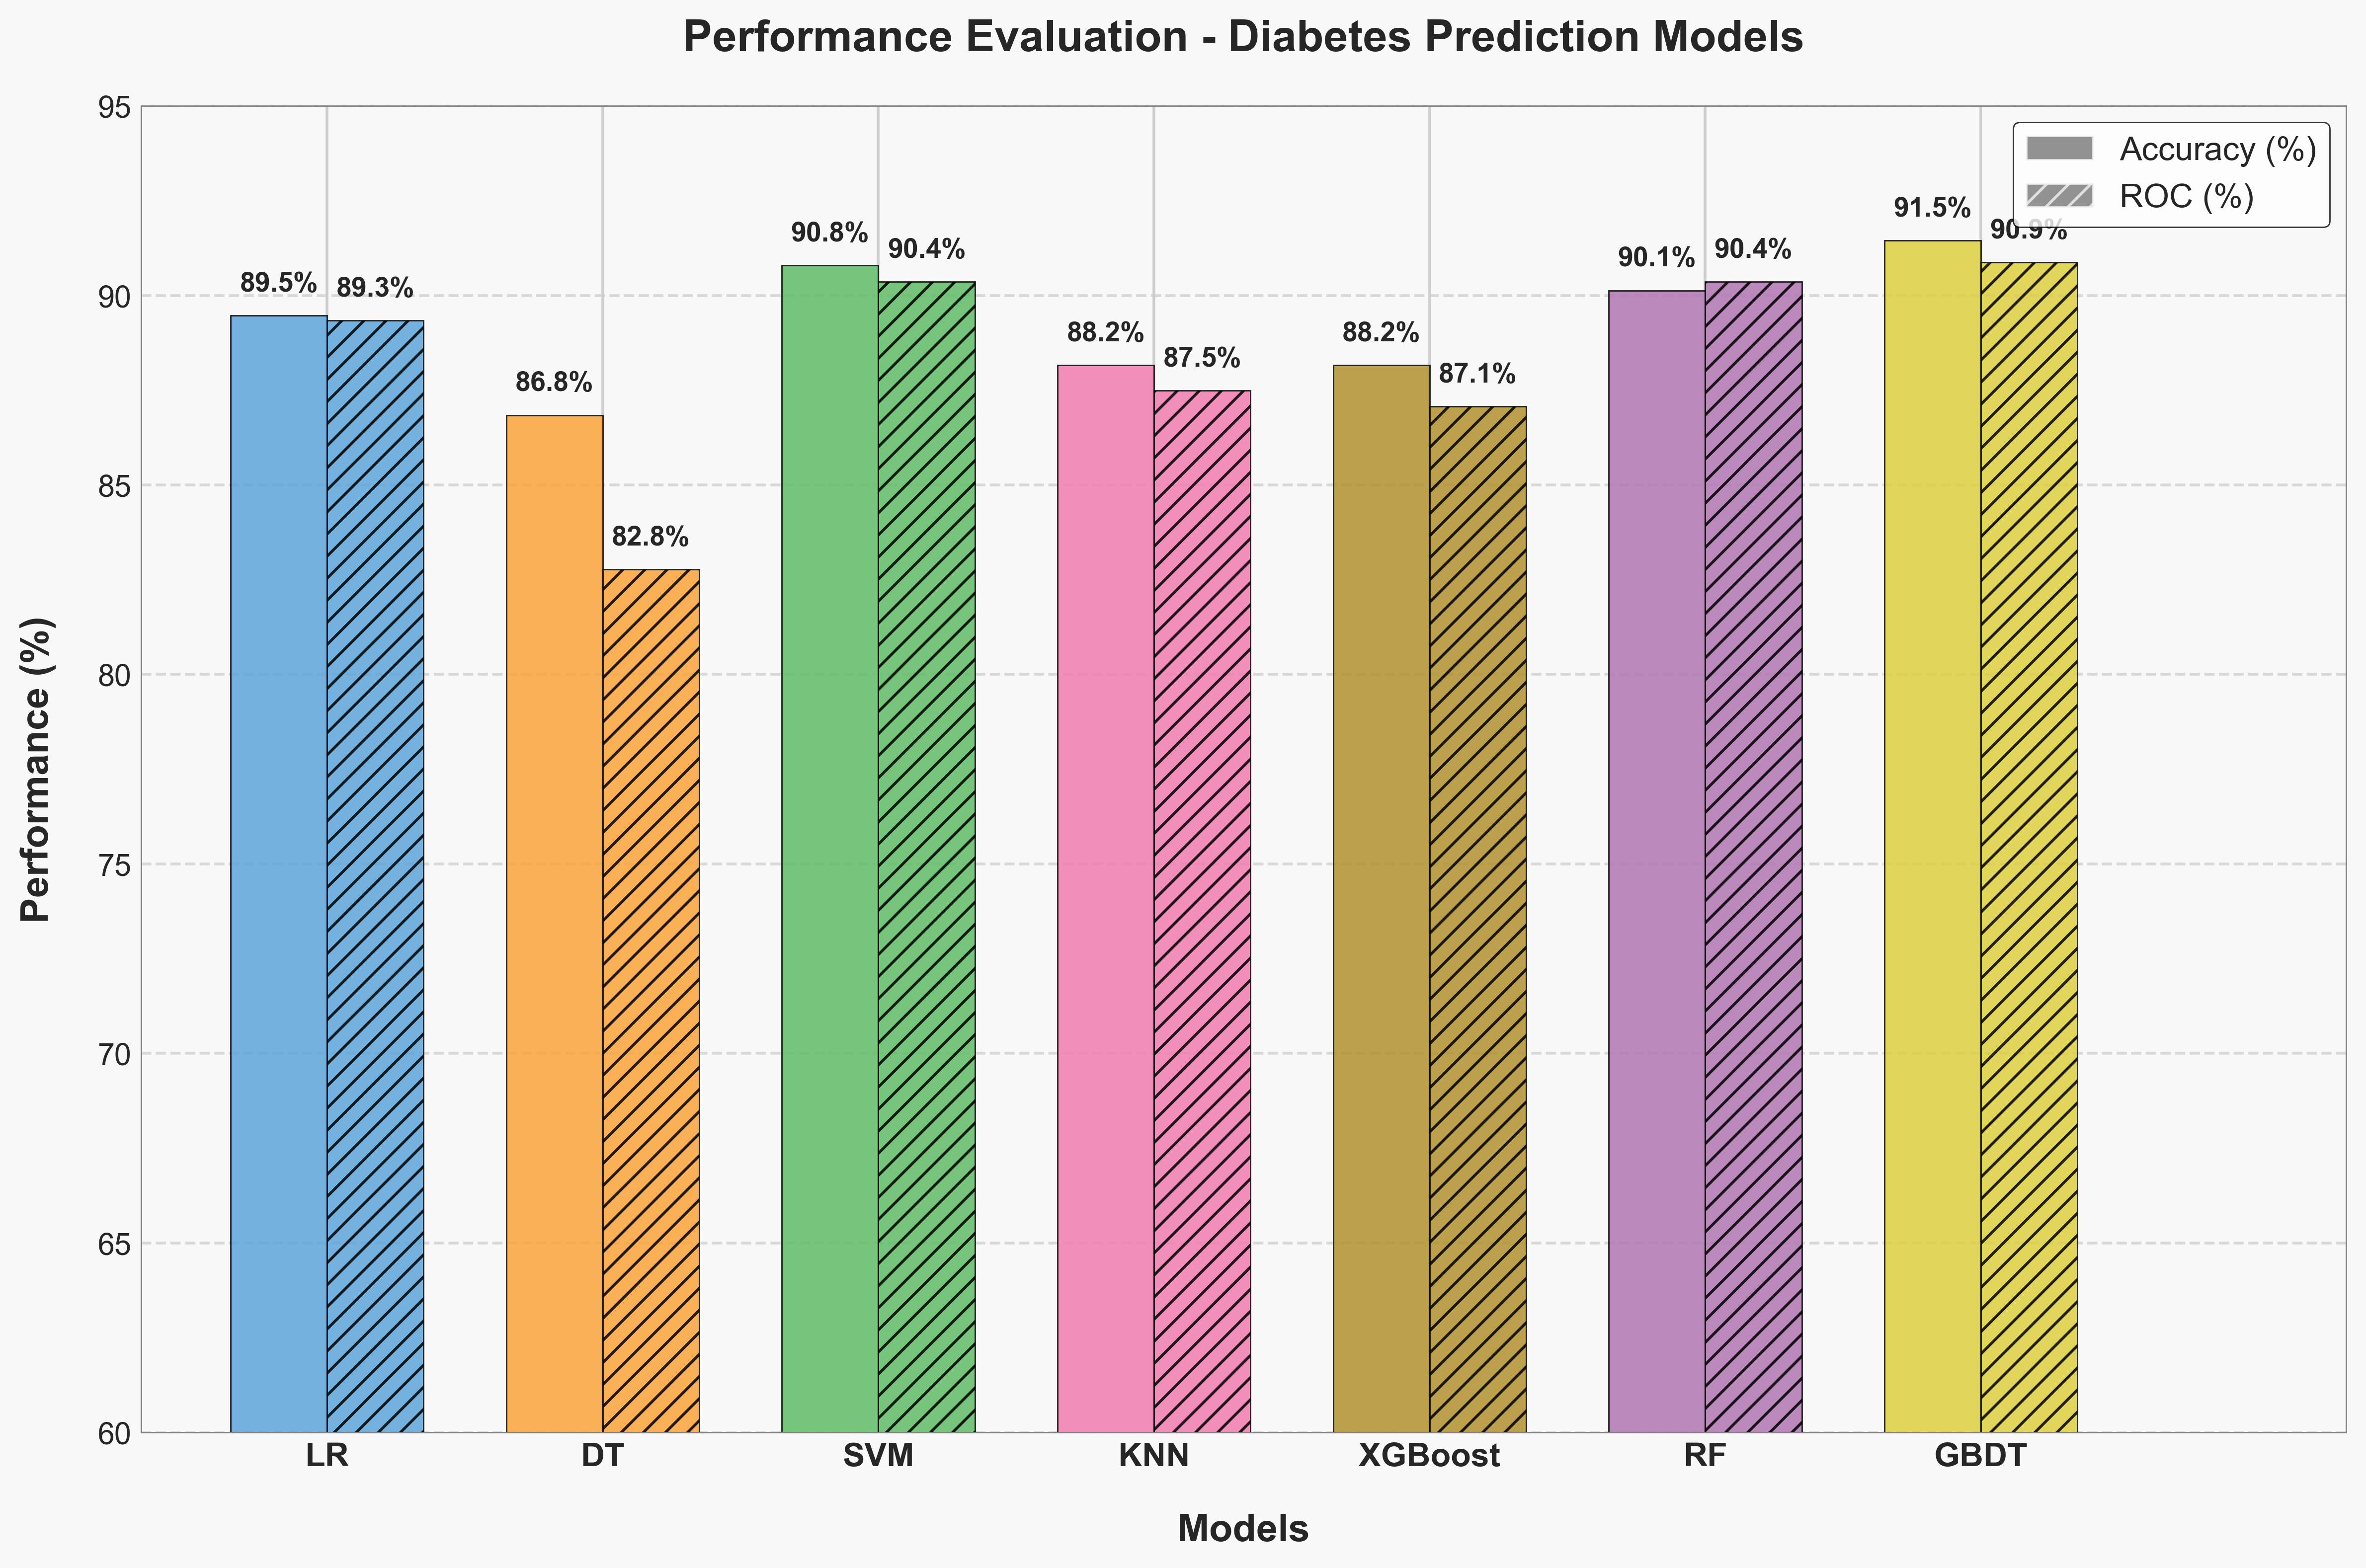 Performance Evaluation - Diabetes Prediction Models
Performance (%)
95
90
85
80
75
70
65
60
Accuracy (%)
ROC (%)
89.5%
89.3%
86.8%
82.8%
90.8%
90.4%
88.2%
87.5%
88.2%
87.1%
90.1%
90.4%
91.5%
90.9%
LR
DT
SVM
KNN
XGBoost
RF
GBDT
Models